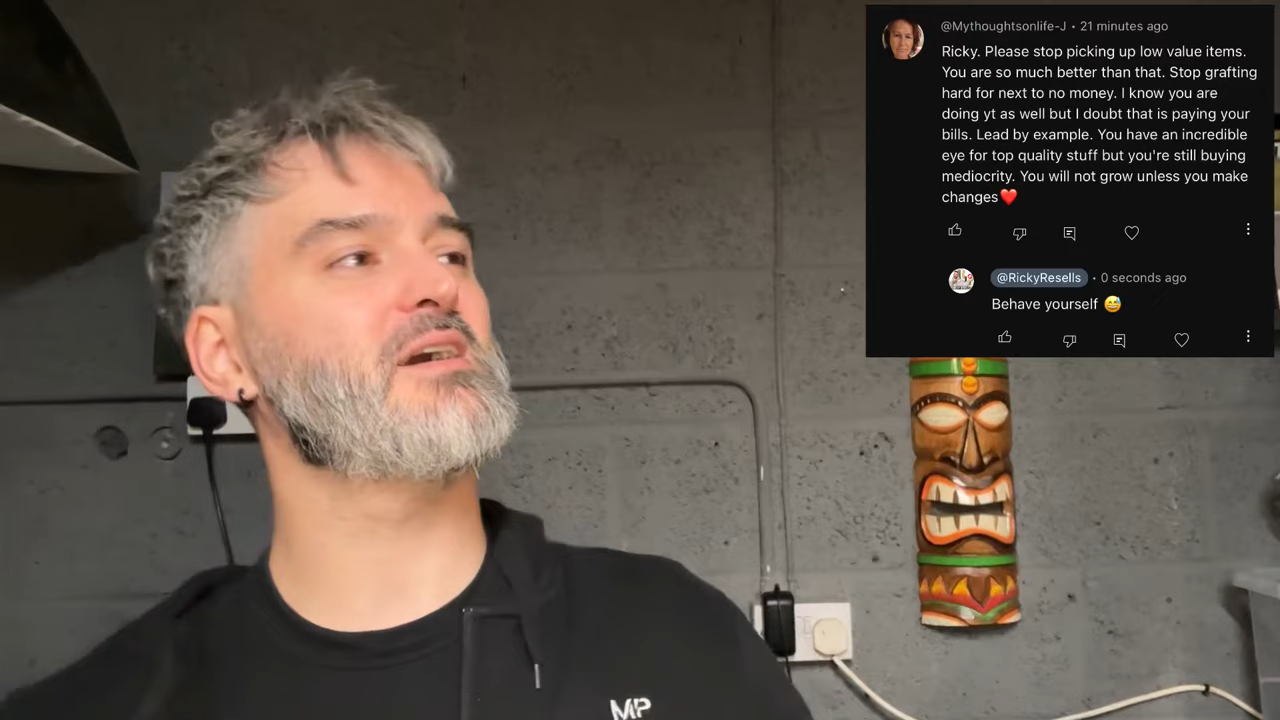 @Mythoughtsonlife-J • 21 minutes ago
Ricky. Please stop picking up low value items.
You are so much better than that. Stop grafting
hard for next to no money. I know you are
doing yt as well but I doubt that is paying your
bills. Lead by example. You have an incredible
eye for top quality stuff but you're still buying
mediocrity. You will not grow unless you make
changes❤️
@RickyResells • 0 seconds ago
Behave yourself 😅
MP